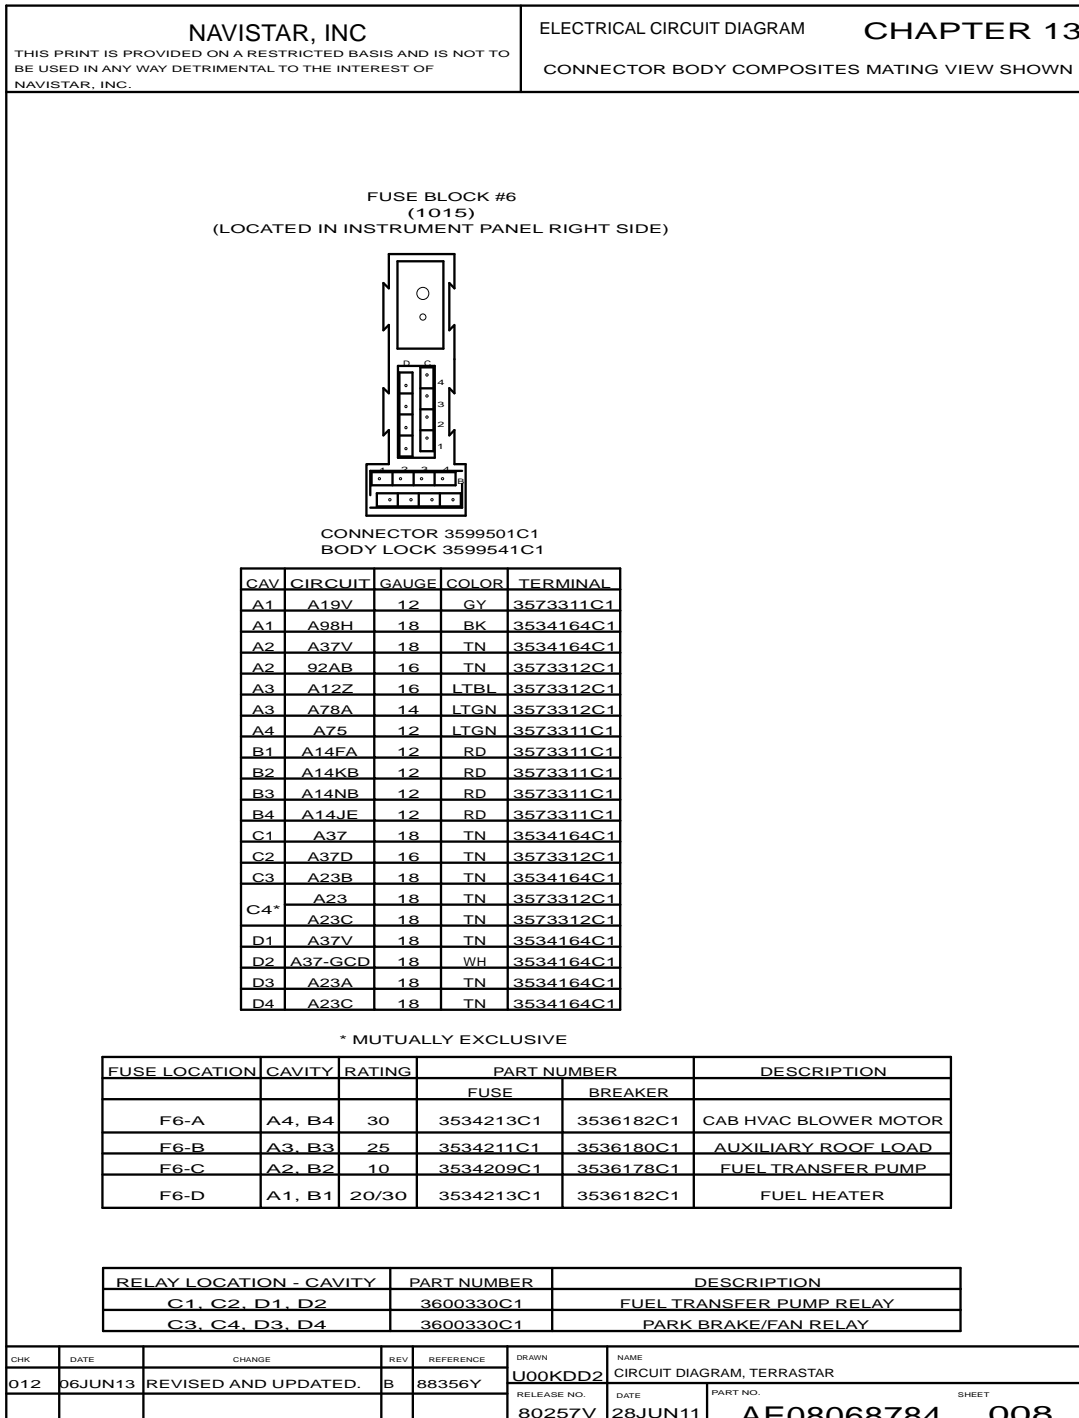 NAVISTAR, INC
THIS PRINT IS PROVIDED ON A RESTRICTED BASIS AND IS NOT TO
BE USED IN ANY WAY DETRIMENTAL TO THE INTEREST OF
NAVISTAR, INC.
ELECTRICAL CIRCUIT DIAGRAM CHAPTER 13
CONNECTOR BODY COMPOSITES MATING VIEW SHOWN
FUSE BLOCK #6
(1015)
(LOCATED IN INSTRUMENT PANEL RIGHT SIDE)
D C
4
3
2
1
1 2 3 4
B
CONNECTOR 3599501C1
BODY LOCK 3599541C1
CAV CIRCUIT GAUGE COLOR TERMINAL
A1 A19V 12 GY 3573311C1
A1 A98H 18 BK 3534164C1
A2 A37V 18 TN 3534164C1
A2 92AB 16 TN 3573312C1
A3 A12Z 16 LTBL 3573312C1
A3 A78A 14 LTGN 3573312C1
A4 A75 12 LTGN 3573311C1
B1 A14FA 12 RD 3573311C1
B2 A14KB 12 RD 3573311C1
B3 A14NB 12 RD 3573311C1
B4 A14JE 12 RD 3573311C1
C1 A37 18 TN 3534164C1
C2 A37D 16 TN 3573312C1
C3 A23B 18 TN 3534164C1
C4* A23 18 TN 3573312C1
A23C 18 TN 3573312C1
D1 A37V 18 TN 3534164C1
D2 A37-GCD 18 WH 3534164C1
D3 A23A 18 TN 3534164C1
D4 A23C 18 TN 3534164C1
* MUTUALLY EXCLUSIVE
FUSE LOCATION CAVITY RATING PART NUMBER DESCRIPTION
FUSE BREAKER
F6-A A4, B4 30 3534213C1 3536182C1 CAB HVAC BLOWER MOTOR
F6-B A3, B3 25 3534211C1 3536180C1 AUXILIARY ROOF LOAD
F6-C A2, B2 10 3534209C1 3536178C1 FUEL TRANSFER PUMP
F6-D A1, B1 20/30 3534213C1 3536182C1 FUEL HEATER
RELAY LOCATION - CAVITY PART NUMBER DESCRIPTION
C1, C2, D1, D2 3600330C1 FUEL TRANSFER PUMP RELAY
C3, C4, D3, D4 3600330C1 PARK BRAKE/FAN RELAY
CHK DATE CHANGE REV REFERENCE DRAWN NAME
012 06JUN13 REVISED AND UPDATED. B 88356Y U00KDD2 CIRCUIT DIAGRAM, TERRASTAR
RELEASE NO. DATE PART NO. SHEET
80257V 28JUN11 AE08068784 008